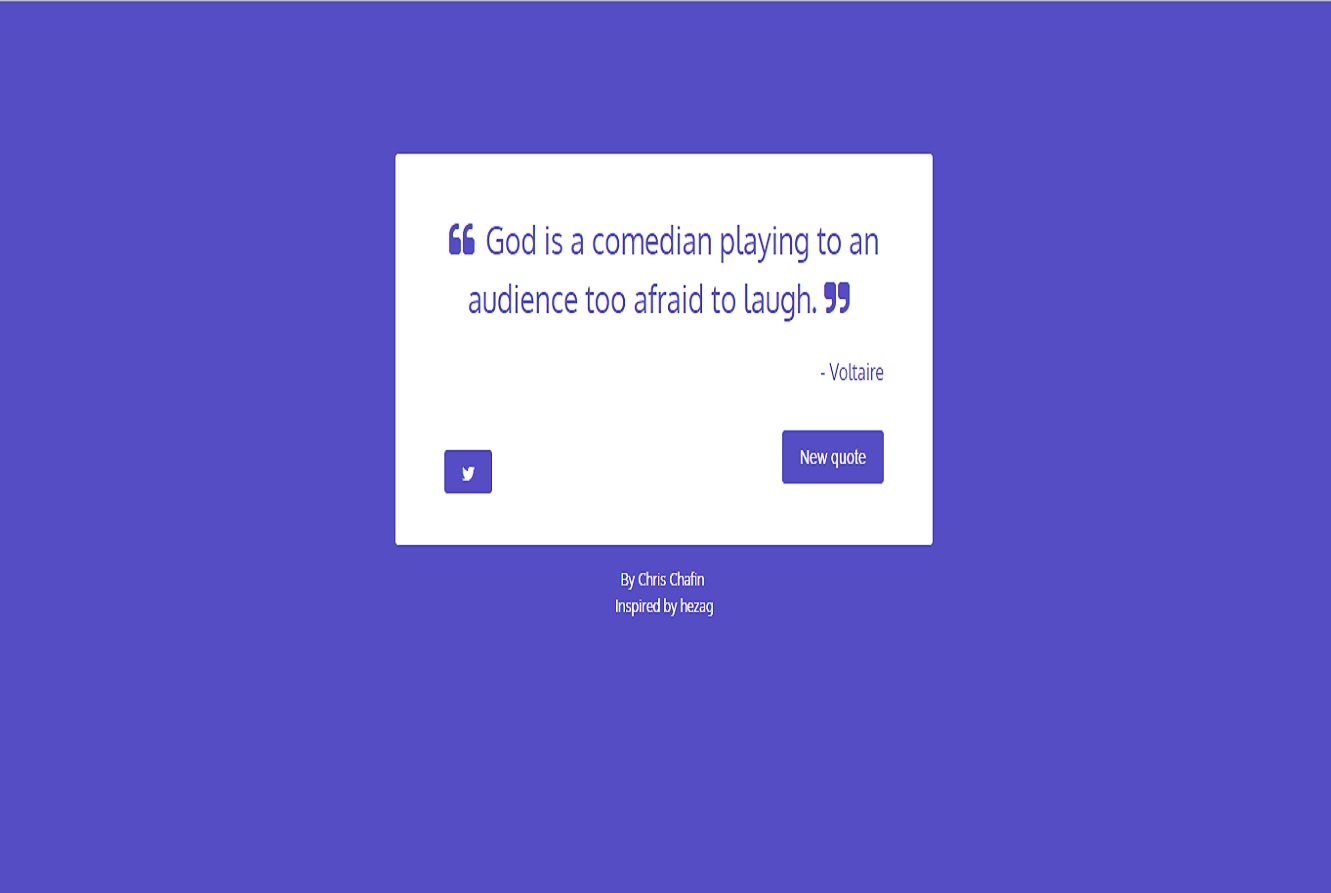 ❝ God is a comedian playing to an
audience too afraid to laugh. ❞
- Voltaire
New quote
By Chris Chafin
Inspired by hezag